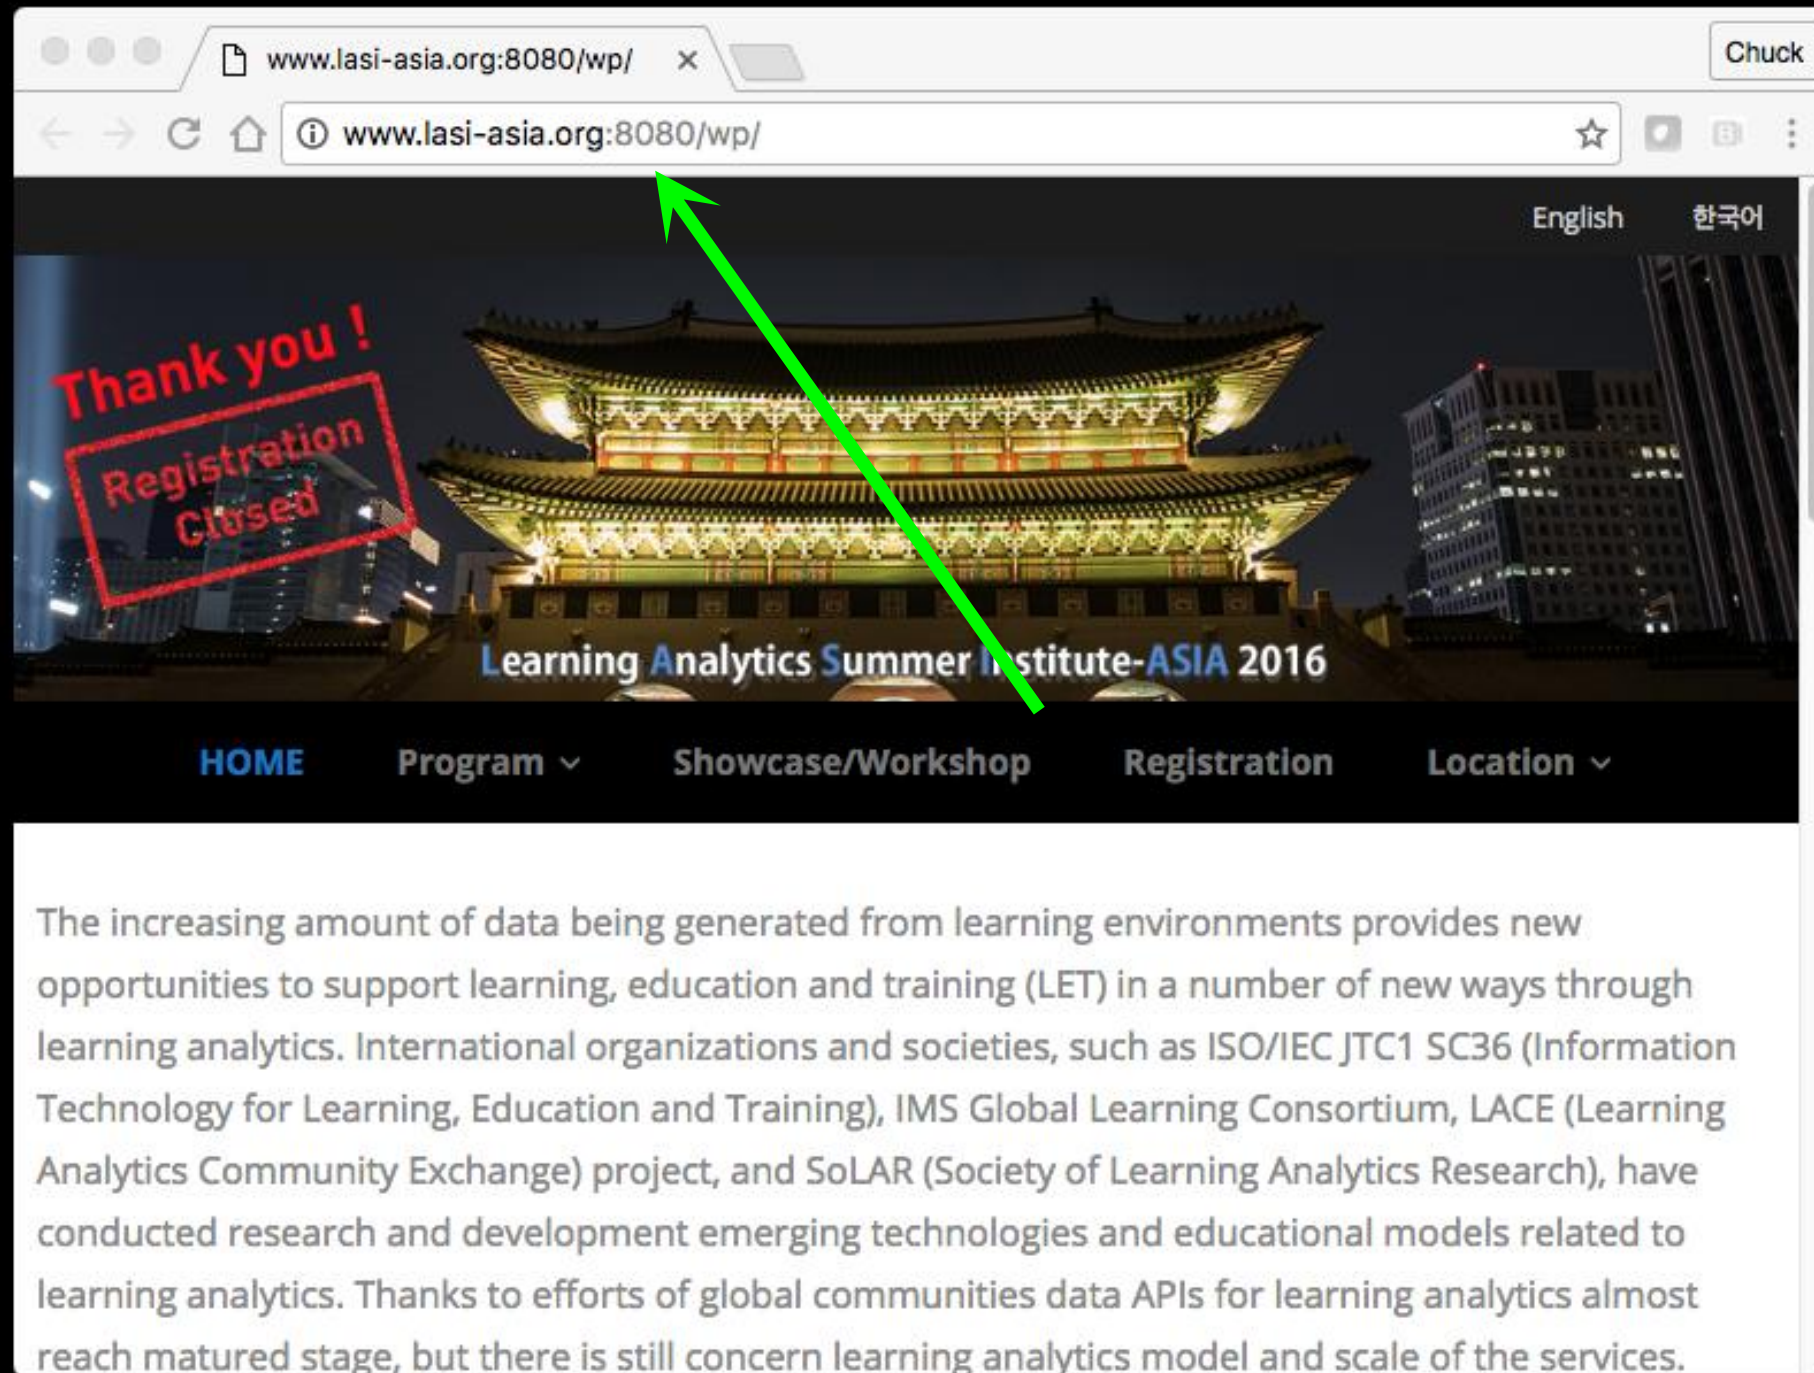 www.lasi-asia.org:8080/wp/
Chuck
www.lasi-asia.org:8080/wp/
English 한국어
Thank you !
Registration
Closed
Learning Analytics Summer Institute-ASIA 2016
HOME Program Showcase/Workshop Registration Location
The increasing amount of data being generated from learning environments provides new
opportunities to support learning, education and training (LET) in a number of new ways through
learning analytics. International organizations and societies, such as ISO/IEC JTC1 SC36 (Information
Technology for Learning, Education and Training), IMS Global Learning Consortium, LACE (Learning
Analytics Community Exchange) project, and SoLAR (Society of Learning Analytics Research), have
conducted research and development emerging technologies and educational models related to
learning analytics. Thanks to efforts of global communities data APIs for learning analytics almost
reach matured stage, but there is still concern learning analytics model and scale of the services.